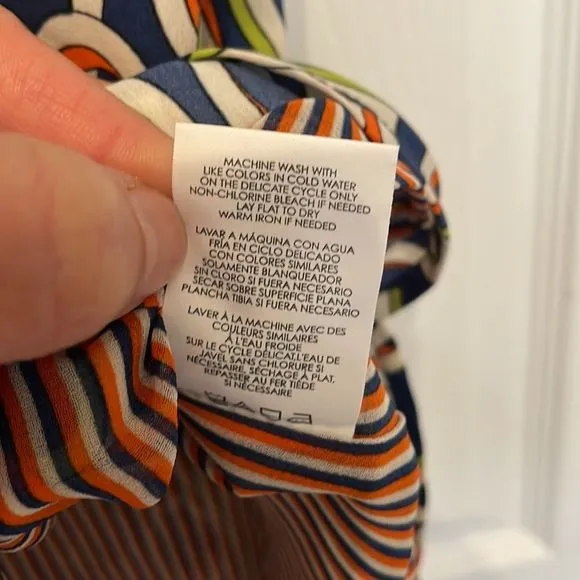 MACHINE WASH WITH
LIKE COLORS IN COLD WATER
ON THE DELICATE CYCLE ONLY
NON-CHLORINE BLEACH IF NEEDED
LAY FLAT TO DRY
WARM IRON IF NEEDED
LAVAR A MÁQUINA CON AGUA
FRÍA EN CICLO DELICADO
CON COLORES SIMILARES
SOLAMENTE BLANQUEADOR
SIN CLORO SI FUERA NECESARIO
SECAR SOBRE SUPERFICIE PLANA
PLANCHA TIBIA SI FUERA NECESARIO
LAVER À LA MACHINE AVEC DES
COULEURS SIMILAIRES
À L'EAU FROIDE
SUR LE CYCLE DÉLICAT.L'EAU DE
JAVEL SANS CHLORURE SI
NÉCESSAIRE, SÉCHAGE À PLAT,
REPASSER AU FER TIÈDE
SI NÉCESSAIRE